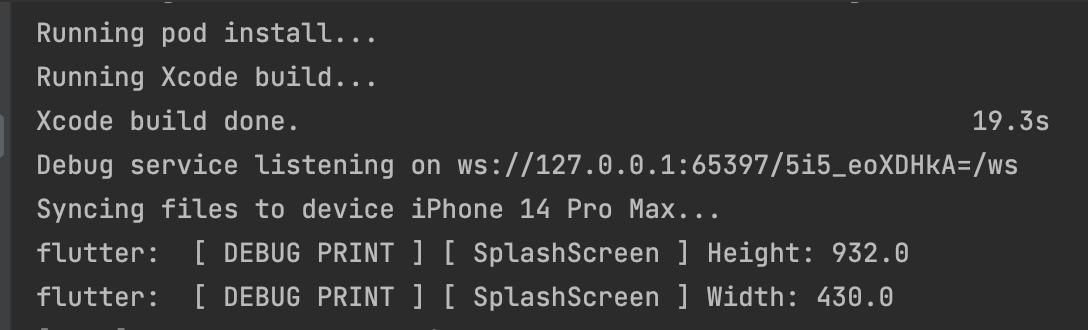 Running pod install...
Running Xcode build...
Xcode build done. 19.3s
Debug service listening on ws://127.0.0.1:65397/5i5_eoXDHkA=/ws
Syncing files to device iPhone 14 Pro Max...
flutter:  [ DEBUG PRINT ] [ SplashScreen ] Height: 932.0
flutter:  [ DEBUG PRINT ] [ SplashScreen ] Width: 430.0